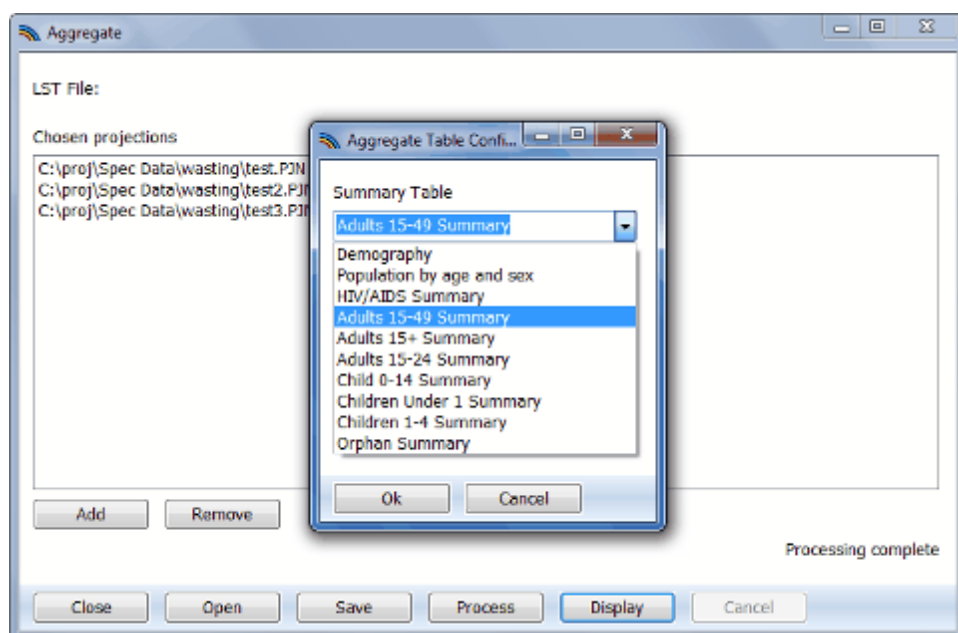 Aggregate
LST File:
Chosen projections
C:\proj\Spec Data\wasting\test.PJN
C:\proj\Spec Data\wasting\test2.PJN
C:\proj\Spec Data\wasting\test3.PJN
Aggregate Table Confi...
Summary Table
Adults 15-49 Summary
Demography
Population by age and sex
HIV/AIDS Summary
Adults 15-49 Summary
Adults 15+ Summary
Adults 15-24 Summary
Child 0-14 Summary
Children Under 1 Summary
Children 1-4 Summary
Orphan Summary
Ok Cancel
Add Remove
Processing complete
Close Open Save Process Display Cancel